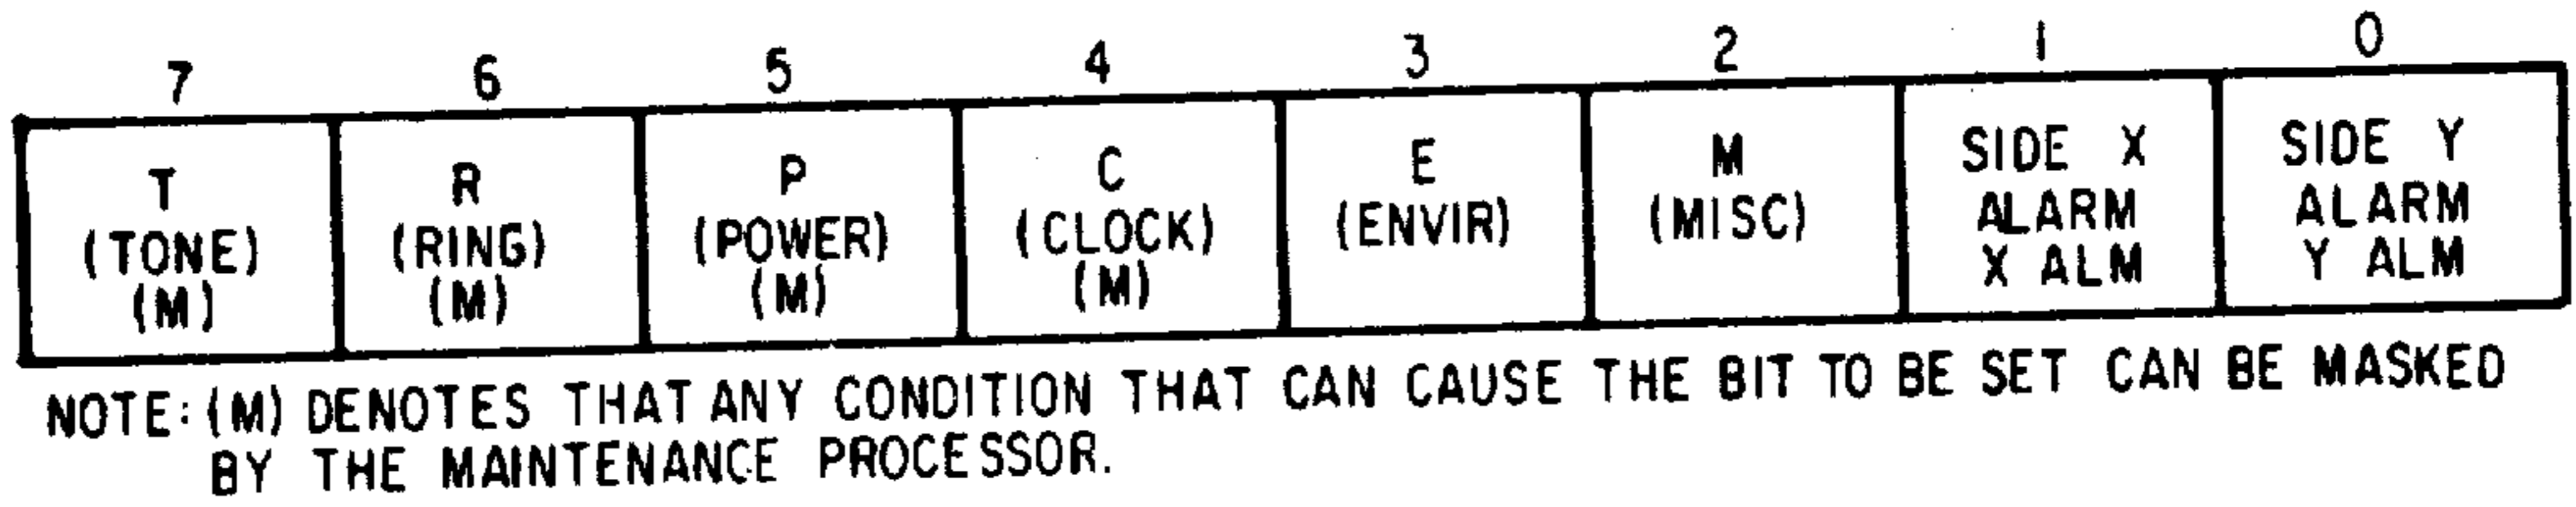 7 6 5 4 3 2 1 0
T R P C E M SIDE X SIDE Y
(TONE) (RING) (POWER) (CLOCK) (ENVIR) (MISC) ALARM ALARM
(M) (M) (M) (M) X ALM Y ALM
NOTE: (M) DENOTES THAT ANY CONDITION THAT CAN CAUSE THE BIT TO BE SET CAN BE MASKED
BY THE MAINTENANCE PROCESSOR.